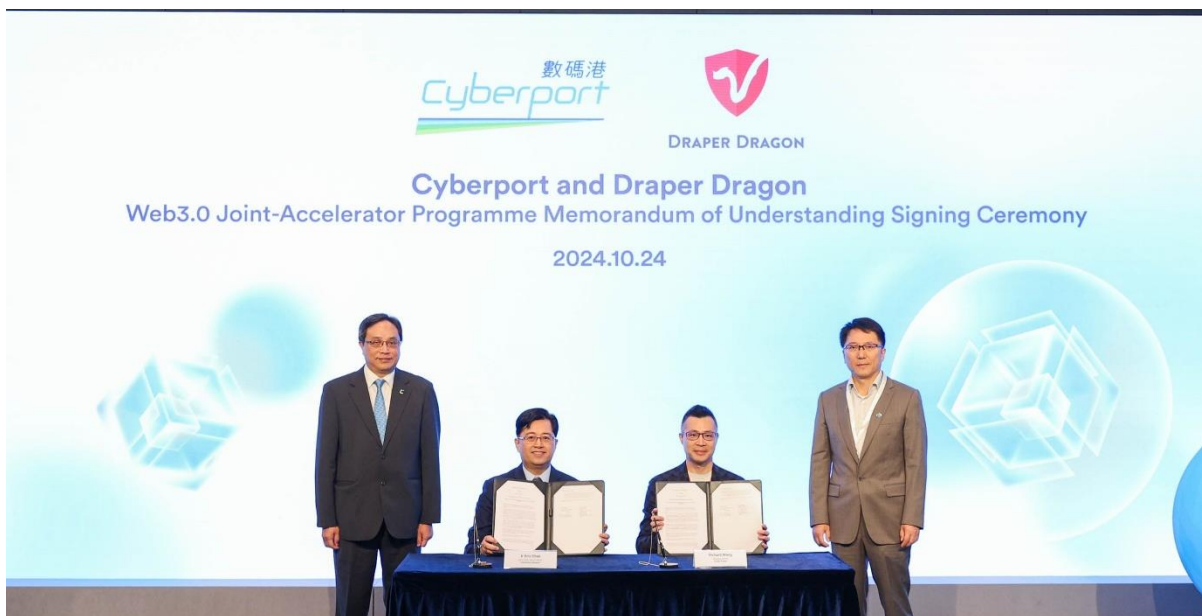 數碼港
Cyberport
DRAPER DRAGON
Cyberport and Draper Dragon
Web3.0 Joint-Accelerator Programme Memorandum of Understanding Signing Ceremony
2024.10.24